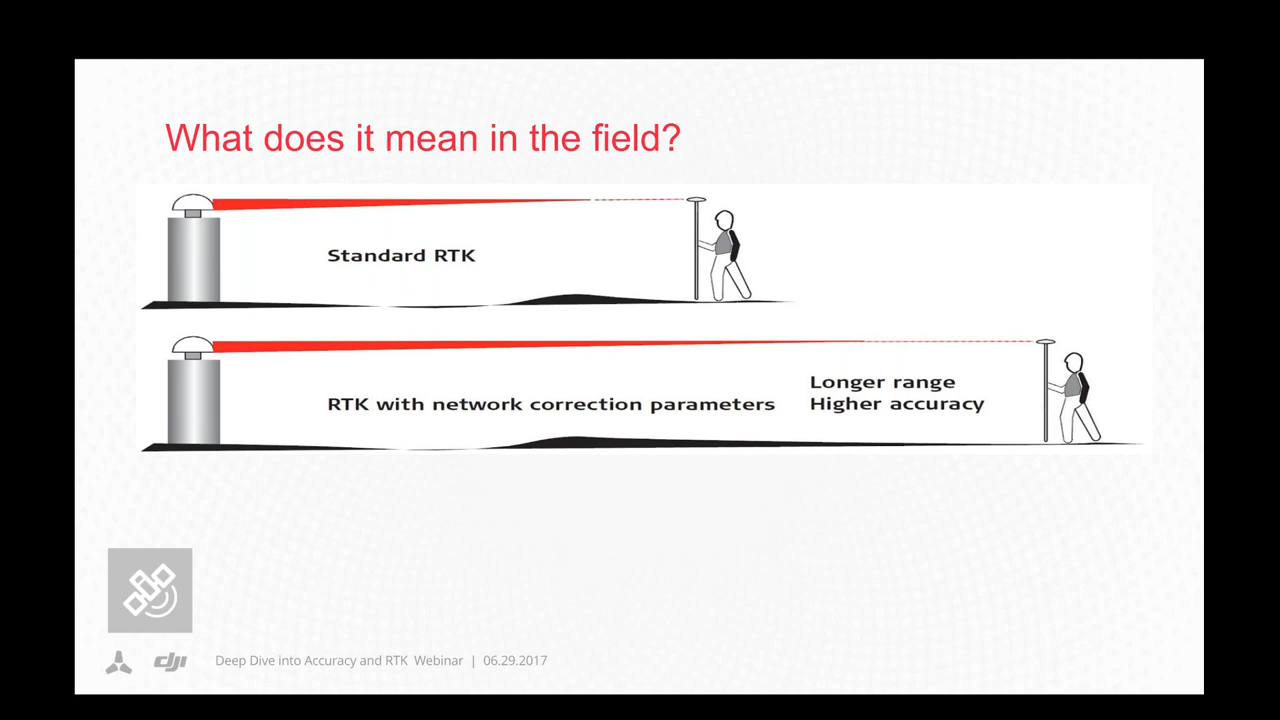 What does it mean in the field?
Standard RTK
RTK with network correction parameters
Longer range
Higher accuracy
dji Deep Dive into Accuracy and RTK Webinar | 06.29.2017